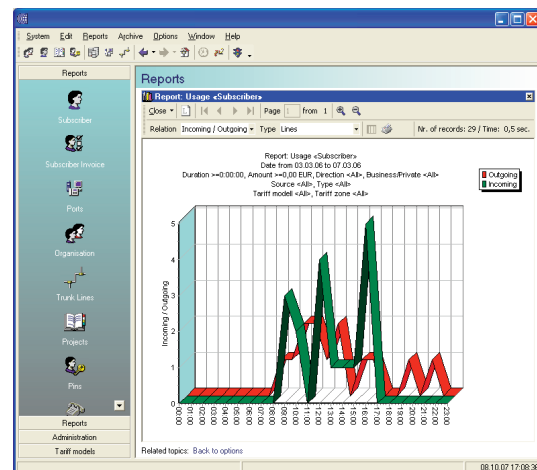 System Edit Reports Archive Options Window Help
Reports
Subscriber
Subscriber Invoice
Ports
Organisation
Trunk Lines
Projects
Pins
Reports
Administration
Tariff models
Reports
Report: Usage «Subscriber»
Close Page 1 from 1
Relation Incoming / Outgoing Type Lines Nr. of records: 29 / Time: 0,5 sec.
Report: Usage <Subscriber>
Date from 03.03.06 to 07.03.06
Duration >=0:00:00, Amount >=0,00 EUR, Direction <All>, Business/Private <All>
Source <All>, Type <All>
Tariff modell <All>, Tariff zone <All>
Outgoing
Incoming
Incoming / Outgoing
5
4
3
2
1
0
00:00 01:00 02:00 03:00 04:00 05:00 06:00 07:00 08:00 09:00 10:00 11:00 12:00 13:00 14:00 15:00 16:00 17:00 18:00 19:00 20:00 21:00 22:00 23:00
Related topics: Back to options
08.10.07 17:08:36